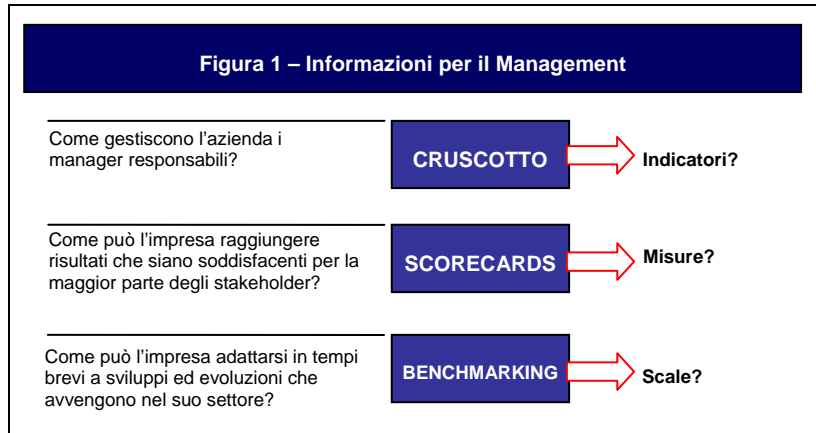 Figura 1 – Informazioni per il Management
Come gestiscono l'azienda i
manager responsabili?
CRUSCOTTO
Indicatori?
Come può l'impresa raggiungere
risultati che siano soddisfacenti per la
maggior parte degli stakeholder?
SCORECARDS
Misure?
Come può l'impresa adattarsi in tempi
brevi a sviluppi ed evoluzioni che
avvengono nel suo settore?
BENCHMARKING
Scale?